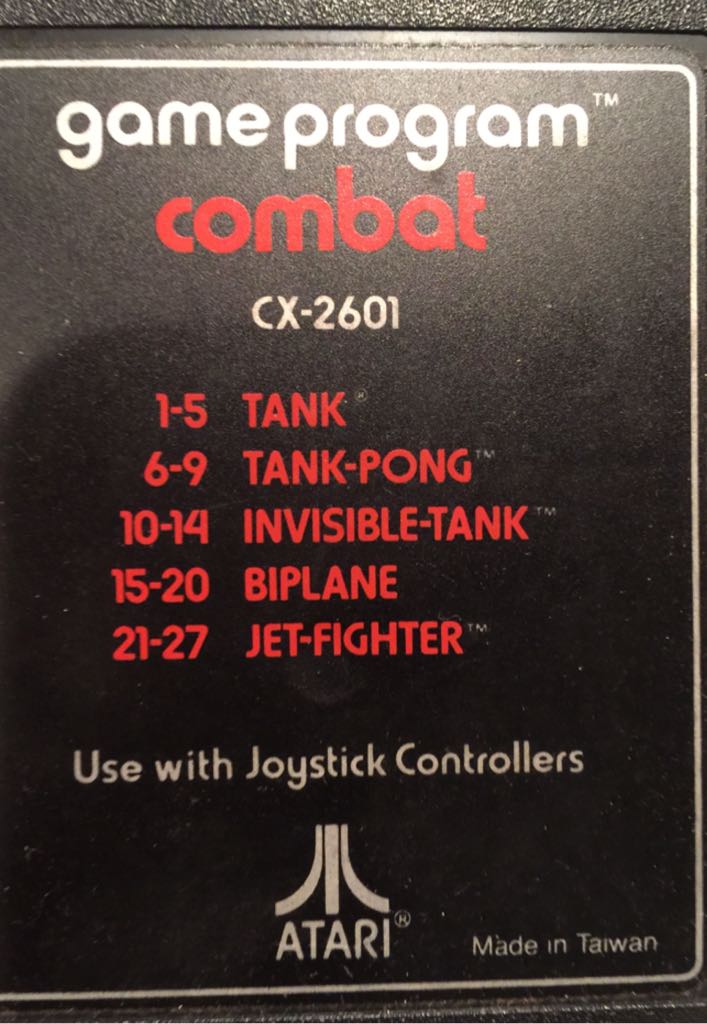 game program™
combat
CX-2601
1-5 TANK®
6-9 TANK-PONG™
10-14 INVISIBLE-TANK™
15-20 BIPLANE
21-27 JET-FIGHTER™
Use with Joystick Controllers
ATARI®
Made in Taiwan